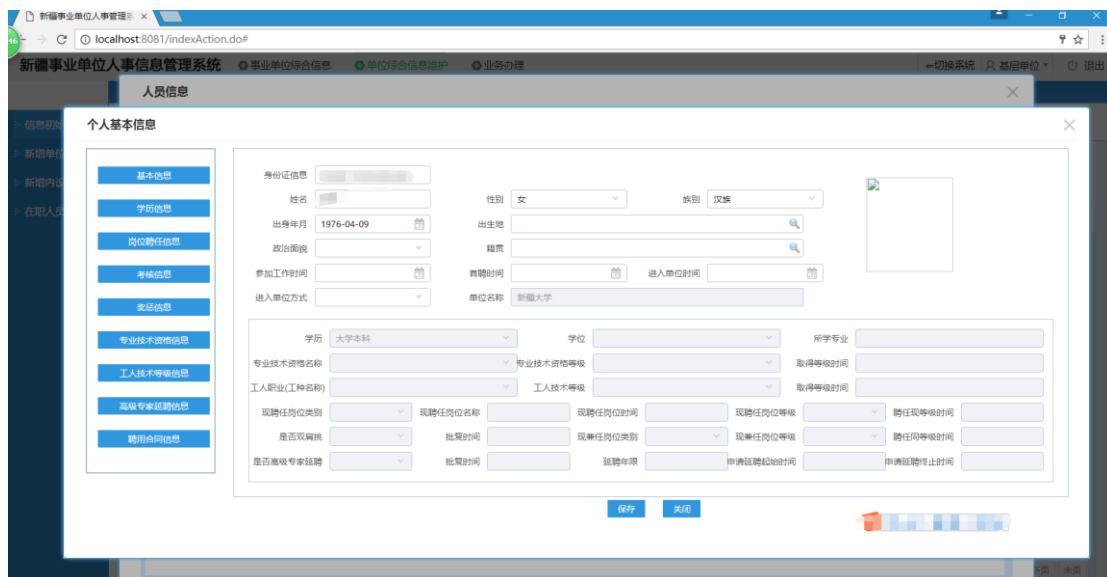 新疆事业单位人事管理系 ×
localhost:8081/indexAction.do#
新疆事业单位人事信息管理系统 事业单位综合信息 单位综合信息维护 业务办理 切换系统 基层单位 退出
人员信息 ×
信息初始
个人基本信息 ×
新增单位
新增内设
在职人员
基本信息
学历信息
岗位聘任信息
考核信息
奖惩信息
专业技术资格信息
工人技术等级信息
高级专家延聘信息
聘用合同信息
身份证信息
姓名 性别 女 族别 汉族
出身年月 1976-04-09 出生地
政治面貌 籍贯
参加工作时间 首聘时间 进入单位时间
进入单位方式 单位名称 新疆大学
学历 大学本科 学位 所学专业
专业技术资格名称 专业技术资格等级 取得等级时间
工人职业(工种名称) 工人技术等级 取得等级时间
现聘任岗位类别 现聘任岗位名称 现聘任岗位时间 现聘任岗位等级 聘任现等级时间
是否双肩挑 批复时间 现兼任岗位类别 现兼任岗位等级 聘任同等级时间
是否高级专家延聘 批复时间 延聘年限 申请延聘起始时间 申请延聘终止时间
保存 关闭
下页 末页